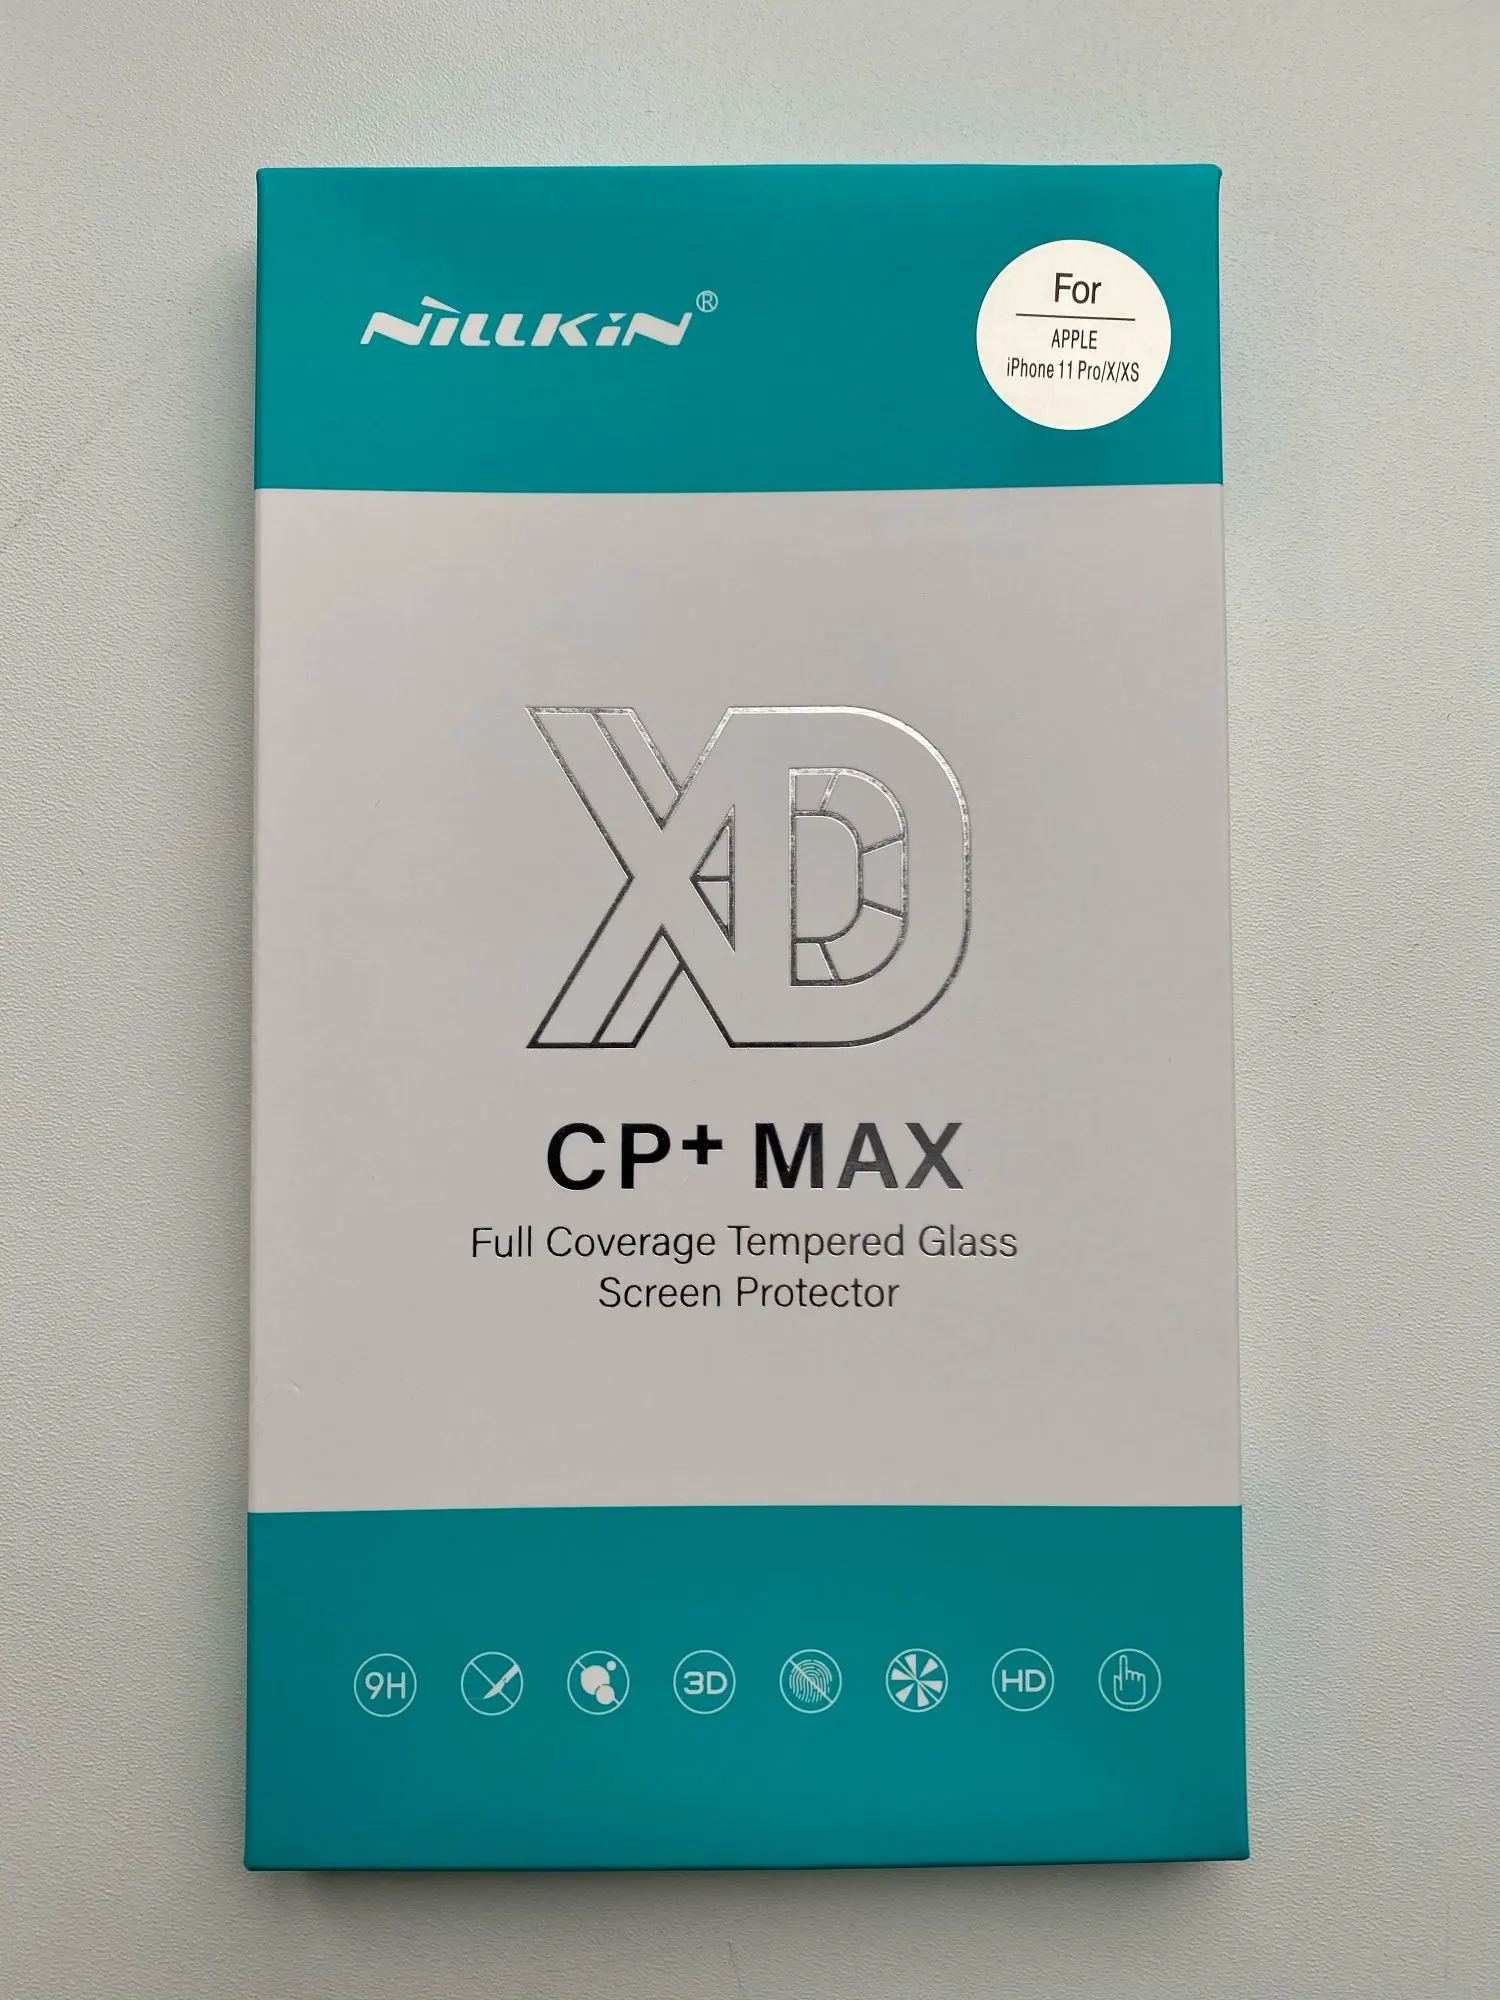 NiLLKiN®
For
APPLE
iPhone 11 Pro/X/XS
XD
CP+ MAX
Full Coverage Tempered Glass
Screen Protector
9H
3D
HD